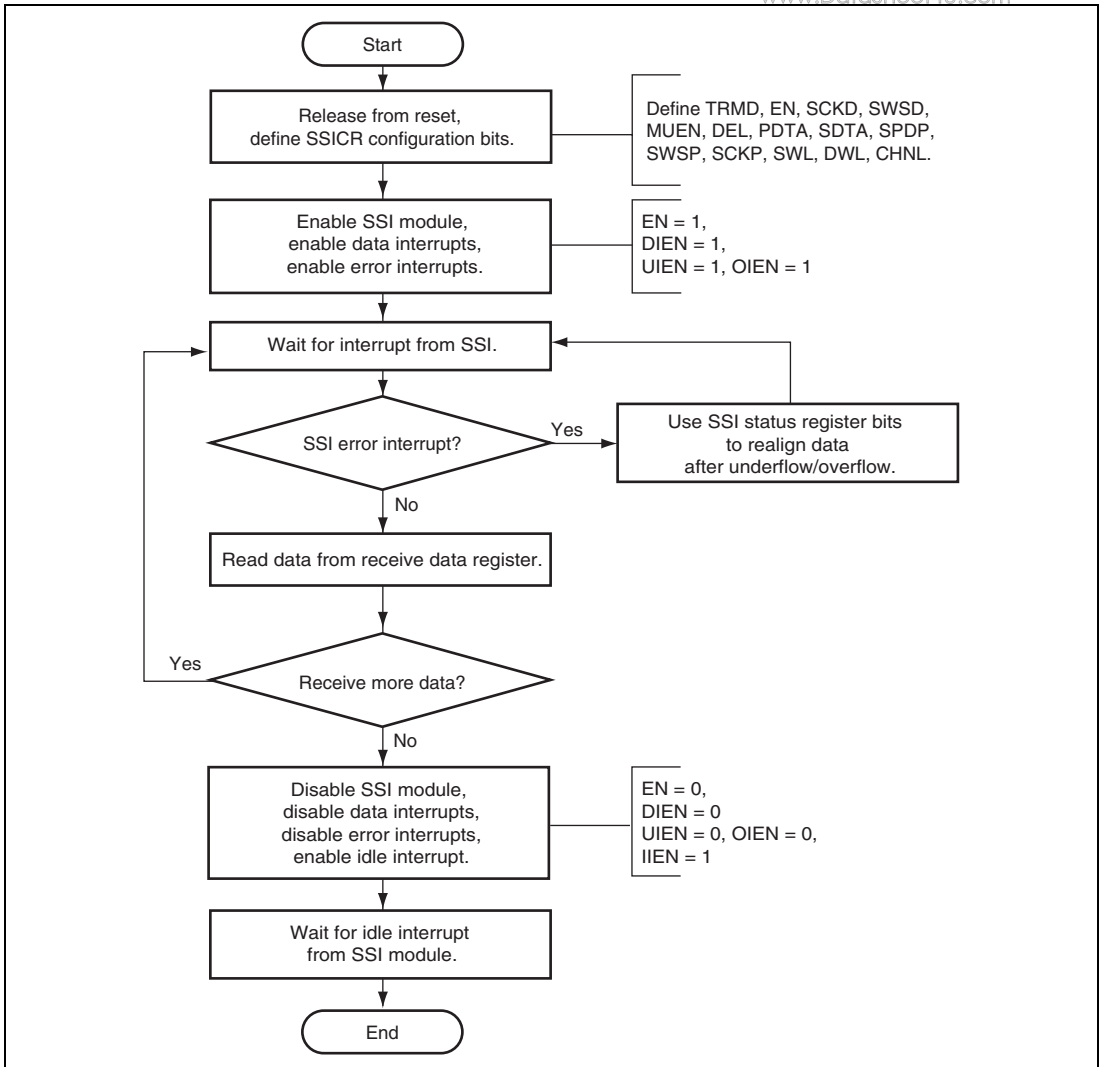 Start
Release from reset,
define SSICR configuration bits.
Define TRMD, EN, SCKD, SWSD,
MUEN, DEL, PDTA, SDTA, SPDP,
SWSP, SCKP, SWL, DWL, CHNL.
Enable SSI module,
enable data interrupts,
enable error interrupts.
EN = 1,
DIEN = 1,
UIEN = 1, OIEN = 1
Wait for interrupt from SSI.
SSI error interrupt?
Yes
Use SSI status register bits
to realign data
after underflow/overflow.
No
Read data from receive data register.
Yes
Receive more data?
No
Disable SSI module,
disable data interrupts,
disable error interrupts,
enable idle interrupt.
EN = 0,
DIEN = 0
UIEN = 0, OIEN = 0,
IIEN = 1
Wait for idle interrupt
from SSI module.
End